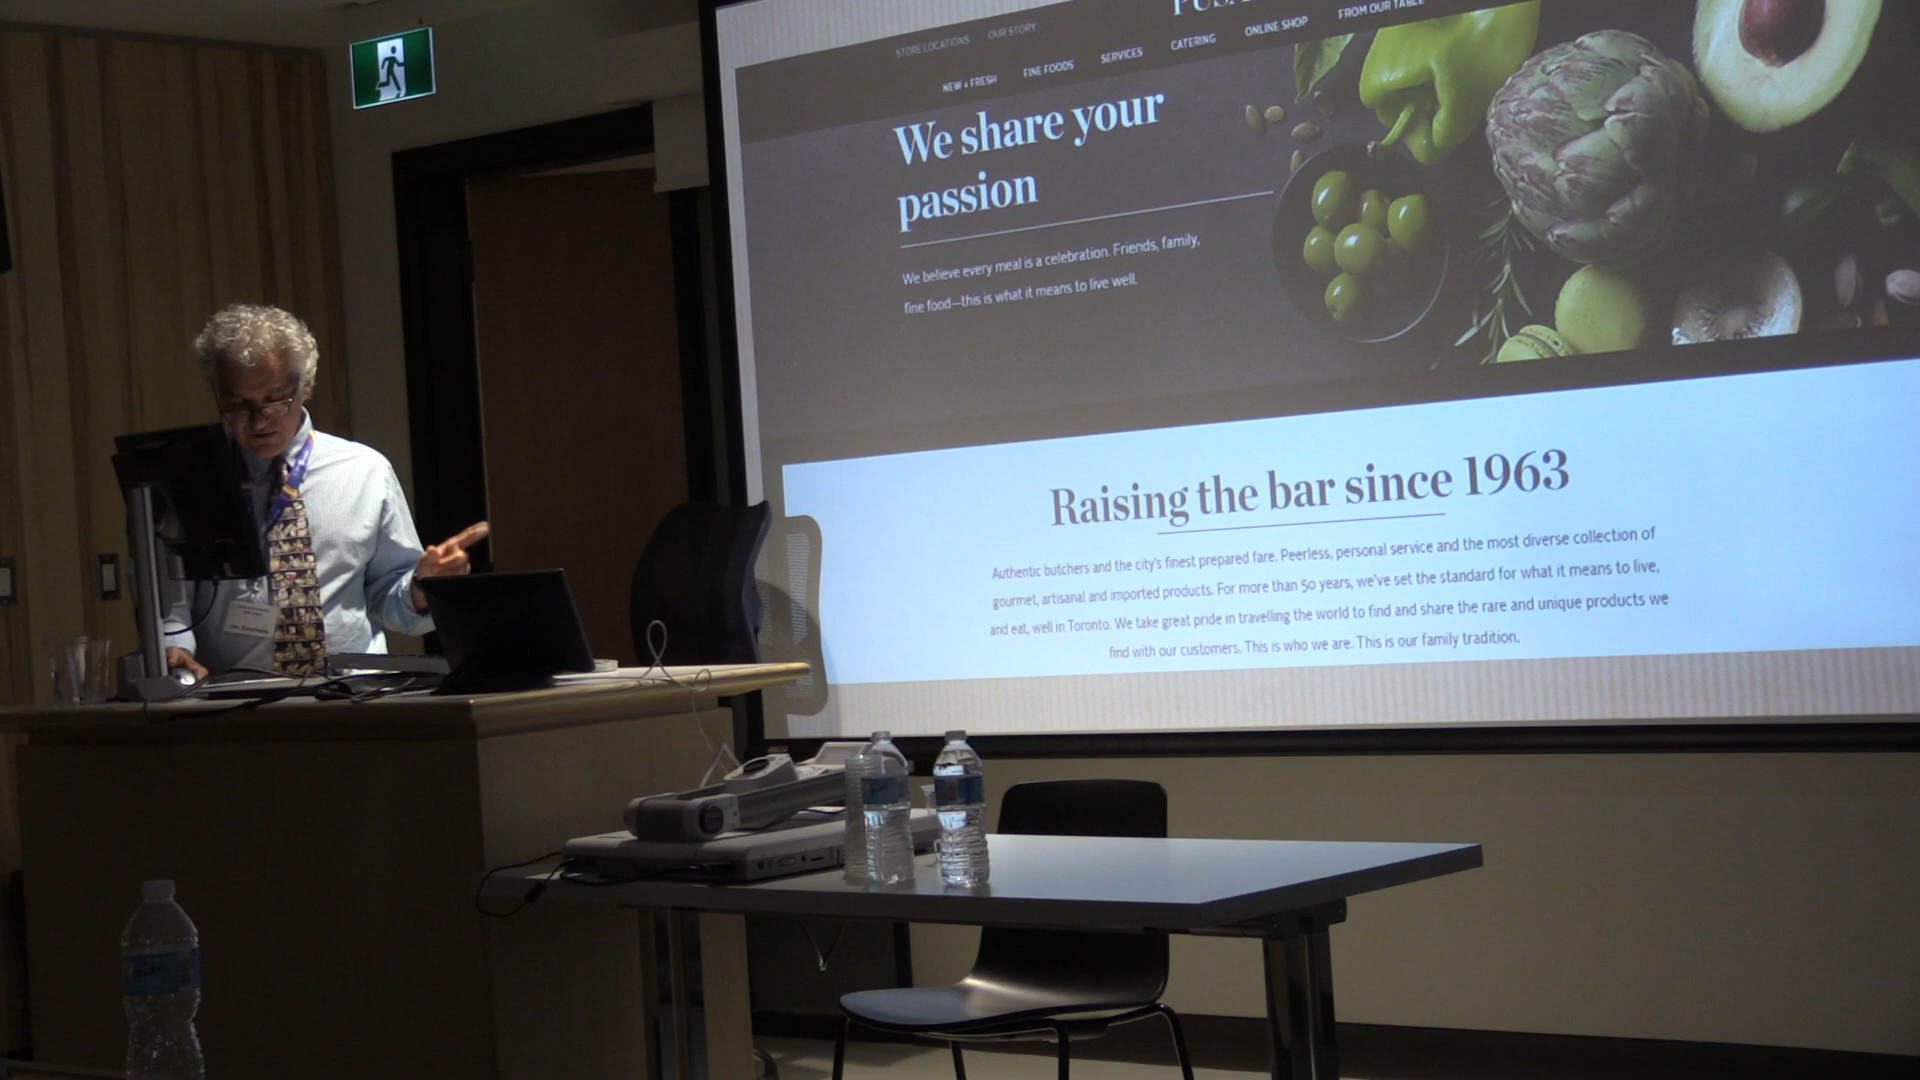 STORE LOCATIONS OUR STORY
NEW + FRESH FINE FOODS SERVICES CATERING ONLINE SHOP FROM OUR TABLE
We share your
passion
We believe every meal is a celebration. Friends, family,
fine food—this is what it means to live well.
Raising the bar since 1963
Authentic butchers and the city's finest prepared fare. Peerless, personal service and the most diverse collection of
gourmet, artisanal and imported products. For more than 50 years, we've set the standard for what it means to live,
and eat, well in Toronto. We take great pride in travelling the world to find and share the rare and unique products we
find with our customers. This is who we are. This is our family tradition.